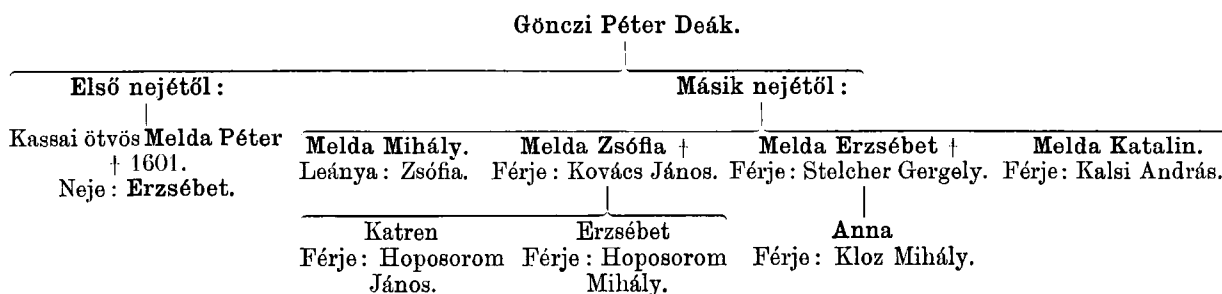 Gönczi Péter Deák.
Első nejétől :
Másik nejétől :
Kassai ötvös Melda Péter
† 1601.
Neje : Erzsébet.
Melda Mihály.
Leánya : Zsófia.
Melda Zsófia †
Férje : Kovács János.
Melda Erzsébet †
Férje : Stelcher Gergely.
Melda Katalin.
Férje : Kalsi András.
Katren
Férje : Hoposorom
János.
Erzsébet
Férje : Hoposorom
Mihály.
Anna
Férje : Kloz Mihály.